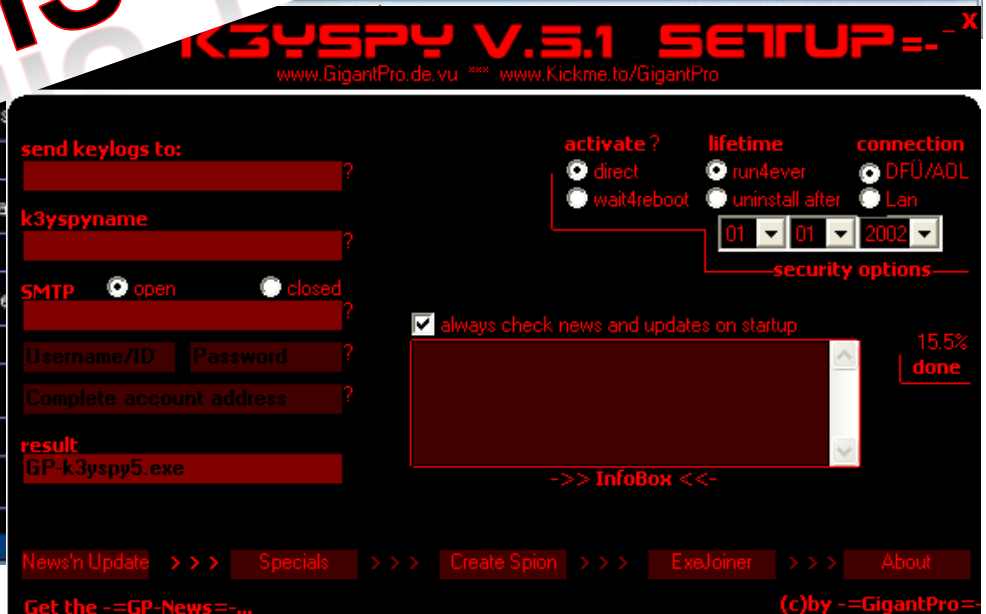 K3YSPY V.5.1 SETUP =-
_ X
www.GigantPro.de.vu *** www.Kickme.to/GigantPro
send keylogs to:
?
k3yspyname
?
SMTP open closed
?
Username/ID Password ?
Complete account address ?
result
GP-k3yspy5.exe
activate ? lifetime connection
direct run4ever DFÜ/AOL
wait4reboot uninstall after Lan
01 01 2002
security options
always check news and updates on startup
15.5%
done
->> InfoBox <<-
News'n Update > > > Specials > > > Create Spion > > > ExeJoiner > > > About
Get the -=GP-News=-...
(c)by -=GigantPro=-